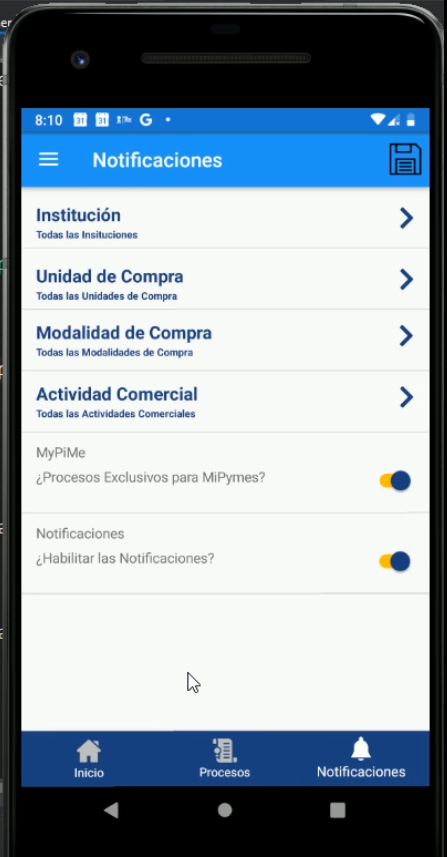 8:10 31 31 G
Notificaciones
Institución
Todas las Insituciones
Unidad de Compra
Todas las Unidades de Compra
Modalidad de Compra
Todas las Modalidades de Compra
Actividad Comercial
Todas las Actividades Comerciales
MyPiMe
¿Procesos Exclusivos para MiPymes?
Notificaciones
¿Habilitar las Notificaciones?
Inicio Procesos Notificaciones